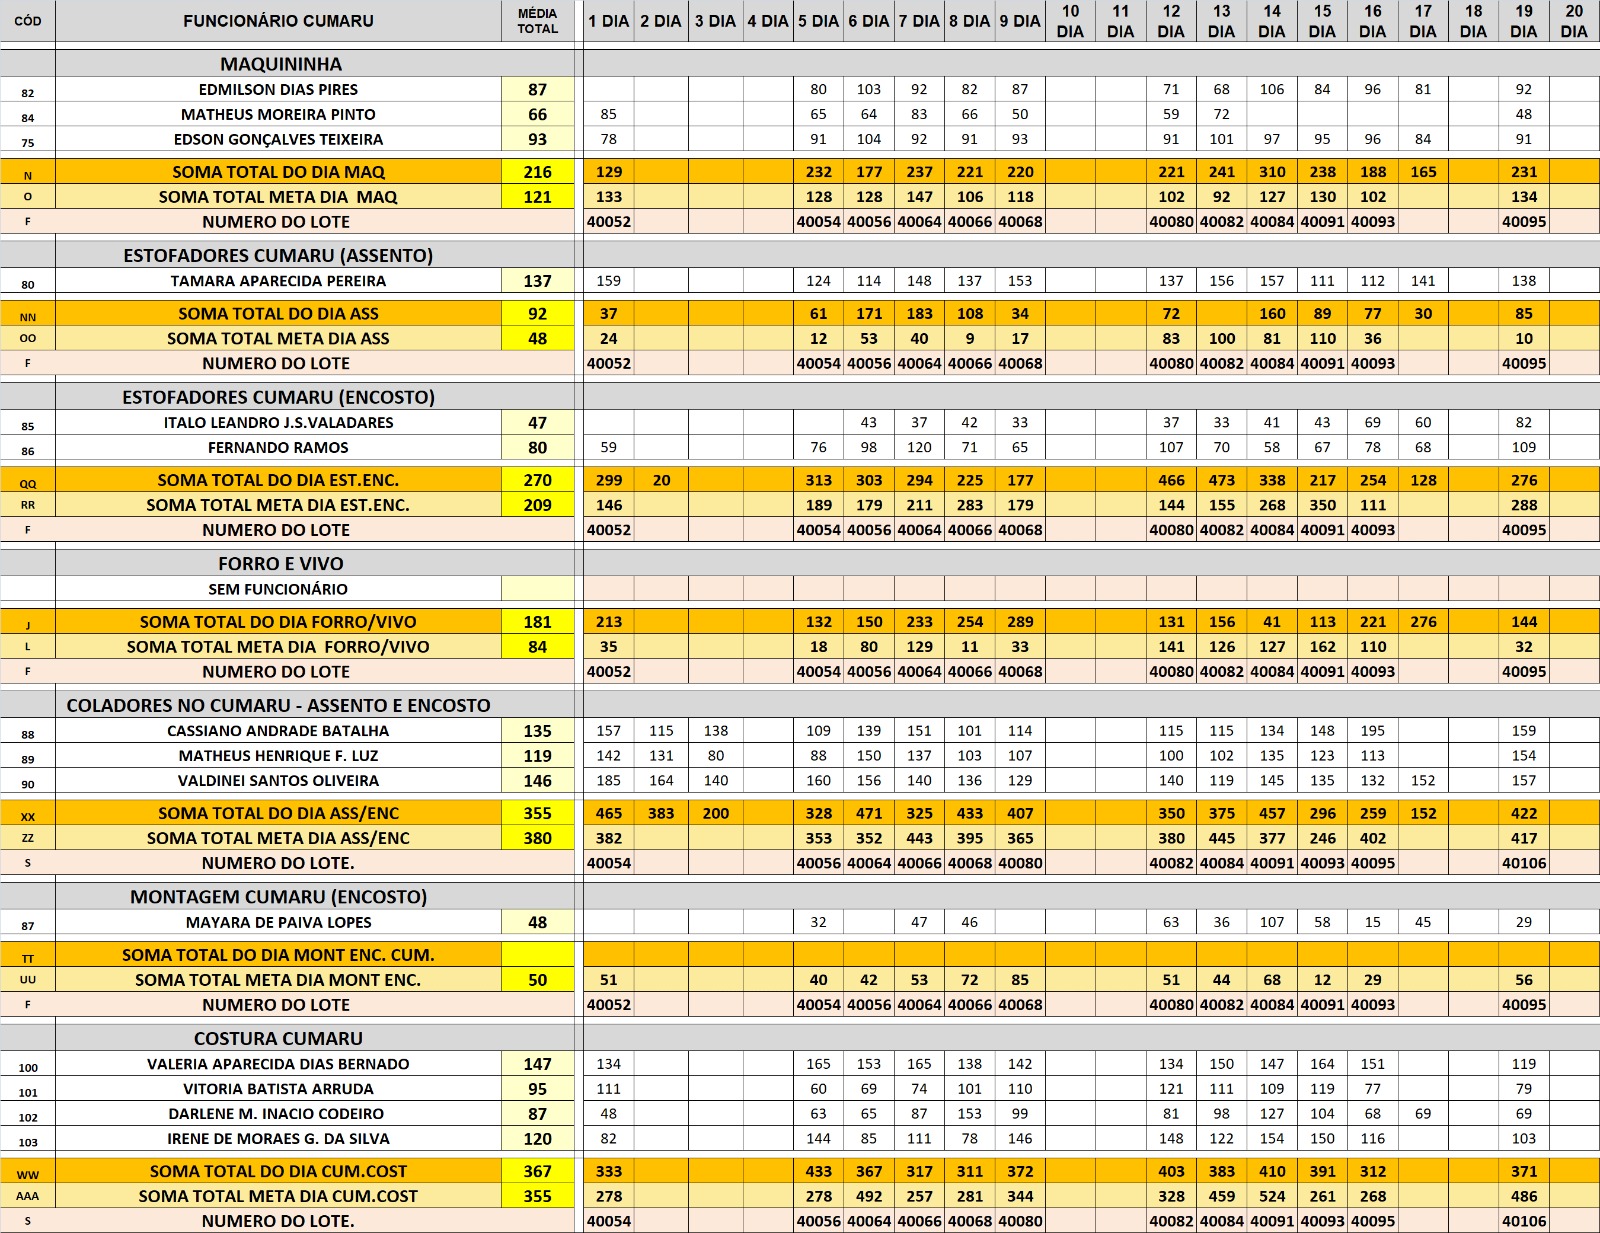 CÓD FUNCIONÁRIO CUMARU MÉDIA TOTAL 1 DIA 2 DIA 3 DIA 4 DIA 5 DIA 6 DIA 7 DIA 8 DIA 9 DIA 10 DIA 11 DIA 12 DIA 13 DIA 14 DIA 15 DIA 16 DIA 17 DIA 18 DIA 19 DIA 20 DIA
MAQUININHA
82 EDMILSON DIAS PIRES 87 80 103 92 82 87 71 68 106 84 96 81 92
84 MATHEUS MOREIRA PINTO 66 85 65 64 83 66 50 59 72 48
75 EDSON GONÇALVES TEIXEIRA 93 78 91 104 92 91 93 91 101 97 95 96 84 91
N SOMA TOTAL DO DIA MAQ 216 129 232 177 237 221 220 221 241 310 238 188 165 231
O SOMA TOTAL META DIA MAQ 121 133 128 128 147 106 118 102 92 127 130 102 134
F NUMERO DO LOTE 40052 40054 40056 40064 40066 40068 40080 40082 40084 40091 40093 40095
ESTOFADORES CUMARU (ASSENTO)
80 TAMARA APARECIDA PEREIRA 137 159 124 114 148 137 153 137 156 157 111 112 141 138
NN SOMA TOTAL DO DIA ASS 92 37 61 171 183 108 34 72 160 89 77 30 85
OO SOMA TOTAL META DIA ASS 48 24 12 53 40 9 17 83 100 81 110 36 10
F NUMERO DO LOTE 40052 40054 40056 40064 40066 40068 40080 40082 40084 40091 40093 40095
ESTOFADORES CUMARU (ENCOSTO)
85 ITALO LEANDRO J.S.VALADARES 47 43 37 42 33 37 33 41 43 69 60 82
86 FERNANDO RAMOS 80 59 76 98 120 71 65 107 70 58 67 78 68 109
QQ SOMA TOTAL DO DIA EST.ENC. 270 299 20 313 303 294 225 177 466 473 338 217 254 128 276
RR SOMA TOTAL META DIA EST.ENC. 209 146 189 179 211 283 179 144 155 268 350 111 288
F NUMERO DO LOTE 40052 40054 40056 40064 40066 40068 40080 40082 40084 40091 40093 40095
FORRO E VIVO
SEM FUNCIONÁRIO
J SOMA TOTAL DO DIA FORRO/VIVO 181 213 132 150 233 254 289 131 156 41 113 221 276 144
L SOMA TOTAL META DIA FORRO/VIVO 84 35 18 80 129 11 33 141 126 127 162 110 32
F NUMERO DO LOTE 40052 40054 40056 40064 40066 40068 40080 40082 40084 40091 40093 40095
COLADORES NO CUMARU - ASSENTO E ENCOSTO
88 CASSIANO ANDRADE BATALHA 135 157 115 138 109 139 151 101 114 115 115 134 148 195 159
89 MATHEUS HENRIQUE F. LUZ 119 142 131 80 88 150 137 103 107 100 102 135 123 113 154
90 VALDINEI SANTOS OLIVEIRA 146 185 164 140 160 156 140 136 129 140 119 145 135 132 152 157
XX SOMA TOTAL DO DIA ASS/ENC 355 465 383 200 328 471 325 433 407 350 375 457 296 259 152 422
ZZ SOMA TOTAL META DIA ASS/ENC 380 382 353 352 443 395 365 380 445 377 246 402 417
S NUMERO DO LOTE. 40054 40056 40064 40066 40068 40080 40082 40084 40091 40093 40095 40106
MONTAGEM CUMARU (ENCOSTO)
87 MAYARA DE PAIVA LOPES 48 32 47 46 63 36 107 58 15 45 29
TT SOMA TOTAL DO DIA MONT ENC. CUM.
UU SOMA TOTAL META DIA MONT ENC. 50 51 40 42 53 72 85 51 44 68 12 29 56
F NUMERO DO LOTE 40052 40054 40056 40064 40066 40068 40080 40082 40084 40091 40093 40095
COSTURA CUMARU
100 VALERIA APARECIDA DIAS BERNADO 147 134 165 153 165 138 142 134 150 147 164 151 119
101 VITORIA BATISTA ARRUDA 95 111 60 69 74 101 110 121 111 109 119 77 79
102 DARLENE M. INACIO CODEIRO 87 48 63 65 87 153 99 81 98 127 104 68 69 69
103 IRENE DE MORAES G. DA SILVA 120 82 144 85 111 78 146 148 122 154 150 116 103
WW SOMA TOTAL DO DIA CUM.COST 367 333 433 367 317 311 372 403 383 410 391 312 371
AAA SOMA TOTAL META DIA CUM.COST 355 278 278 492 257 281 344 328 459 524 261 268 486
S NUMERO DO LOTE. 40054 40056 40064 40066 40068 40080 40082 40084 40091 40093 40095 40106